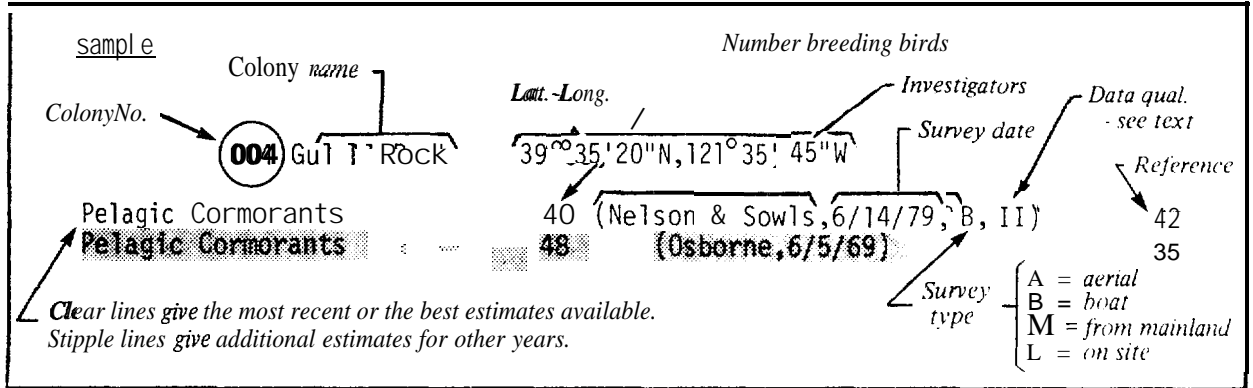 sample
Number breeding birds
Colony name
Latt.-Long.
Investigators
Data qual.
- see text
ColonyNo.
Survey date
Reference
004 Gull Rock 39°35'20"N,121°35'45"W
Pelagic Cormorants 40 (Nelson & Sowls,6/14/79,B, II) 42
Pelagic Cormorants 48 (Osborne,6/5/69) 35
Clear lines give the most recent or the best estimates available.
Stipple lines give additional estimates for other years.
Survey
type
A = aerial
B = boat
M = from mainland
L = on site